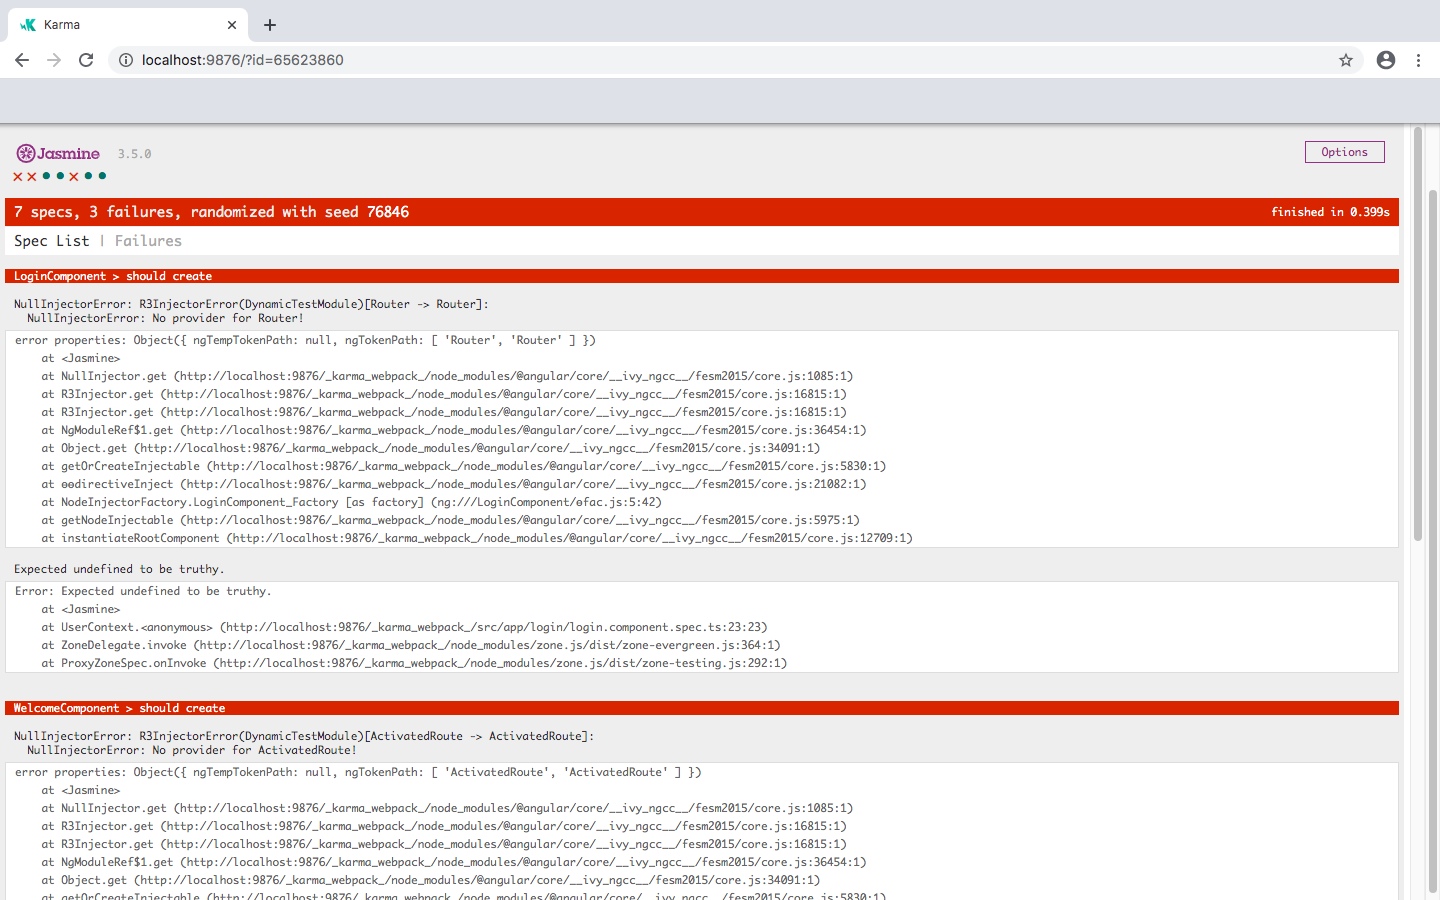 Karma
localhost:9876/?id=65623860
Jasmine 3.5.0
Options
7 specs, 3 failures, randomized with seed 76846
finished in 0.399s
Spec List | Failures
LoginComponent > should create
NullInjectorError: R3InjectorError(DynamicTestModule)[Router -> Router]:
NullInjectorError: No provider for Router!
error properties: Object({ ngTempTokenPath: null, ngTokenPath: [ 'Router', 'Router' ] })
at <Jasmine>
at NullInjector.get (http://localhost:9876/_karma_webpack_/node_modules/@angular/core/__ivy_ngcc__/fesm2015/core.js:1085:1)
at R3Injector.get (http://localhost:9876/_karma_webpack_/node_modules/@angular/core/__ivy_ngcc__/fesm2015/core.js:16815:1)
at R3Injector.get (http://localhost:9876/_karma_webpack_/node_modules/@angular/core/__ivy_ngcc__/fesm2015/core.js:16815:1)
at NgModuleRef$1.get (http://localhost:9876/_karma_webpack_/node_modules/@angular/core/__ivy_ngcc__/fesm2015/core.js:36454:1)
at Object.get (http://localhost:9876/_karma_webpack_/node_modules/@angular/core/__ivy_ngcc__/fesm2015/core.js:34091:1)
at getOrCreateInjectable (http://localhost:9876/_karma_webpack_/node_modules/@angular/core/__ivy_ngcc__/fesm2015/core.js:5830:1)
at ɵɵdirectiveInject (http://localhost:9876/_karma_webpack_/node_modules/@angular/core/__ivy_ngcc__/fesm2015/core.js:21082:1)
at NodeInjectorFactory.LoginComponent_Factory [as factory] (ng:///LoginComponent/ɵfac.js:5:42)
at getNodeInjectable (http://localhost:9876/_karma_webpack_/node_modules/@angular/core/__ivy_ngcc__/fesm2015/core.js:5975:1)
at instantiateRootComponent (http://localhost:9876/_karma_webpack_/node_modules/@angular/core/__ivy_ngcc__/fesm2015/core.js:12709:1)
Expected undefined to be truthy.
Error: Expected undefined to be truthy.
at <Jasmine>
at UserContext.<anonymous> (http://localhost:9876/_karma_webpack_/src/app/login/login.component.spec.ts:23:23)
at ZoneDelegate.invoke (http://localhost:9876/_karma_webpack_/node_modules/zone.js/dist/zone-evergreen.js:364:1)
at ProxyZoneSpec.onInvoke (http://localhost:9876/_karma_webpack_/node_modules/zone.js/dist/zone-testing.js:292:1)
WelcomeComponent > should create
NullInjectorError: R3InjectorError(DynamicTestModule)[ActivatedRoute -> ActivatedRoute]:
NullInjectorError: No provider for ActivatedRoute!
error properties: Object({ ngTempTokenPath: null, ngTokenPath: [ 'ActivatedRoute', 'ActivatedRoute' ] })
at <Jasmine>
at NullInjector.get (http://localhost:9876/_karma_webpack_/node_modules/@angular/core/__ivy_ngcc__/fesm2015/core.js:1085:1)
at R3Injector.get (http://localhost:9876/_karma_webpack_/node_modules/@angular/core/__ivy_ngcc__/fesm2015/core.js:16815:1)
at R3Injector.get (http://localhost:9876/_karma_webpack_/node_modules/@angular/core/__ivy_ngcc__/fesm2015/core.js:16815:1)
at NgModuleRef$1.get (http://localhost:9876/_karma_webpack_/node_modules/@angular/core/__ivy_ngcc__/fesm2015/core.js:36454:1)
at Object.get (http://localhost:9876/_karma_webpack_/node_modules/@angular/core/__ivy_ngcc__/fesm2015/core.js:34091:1)
at getOrCreateInjectable (http://localhost:9876/_karma_webpack_/node_modules/@angular/core/__ivy_ngcc__/fesm2015/core.js:5830:1)